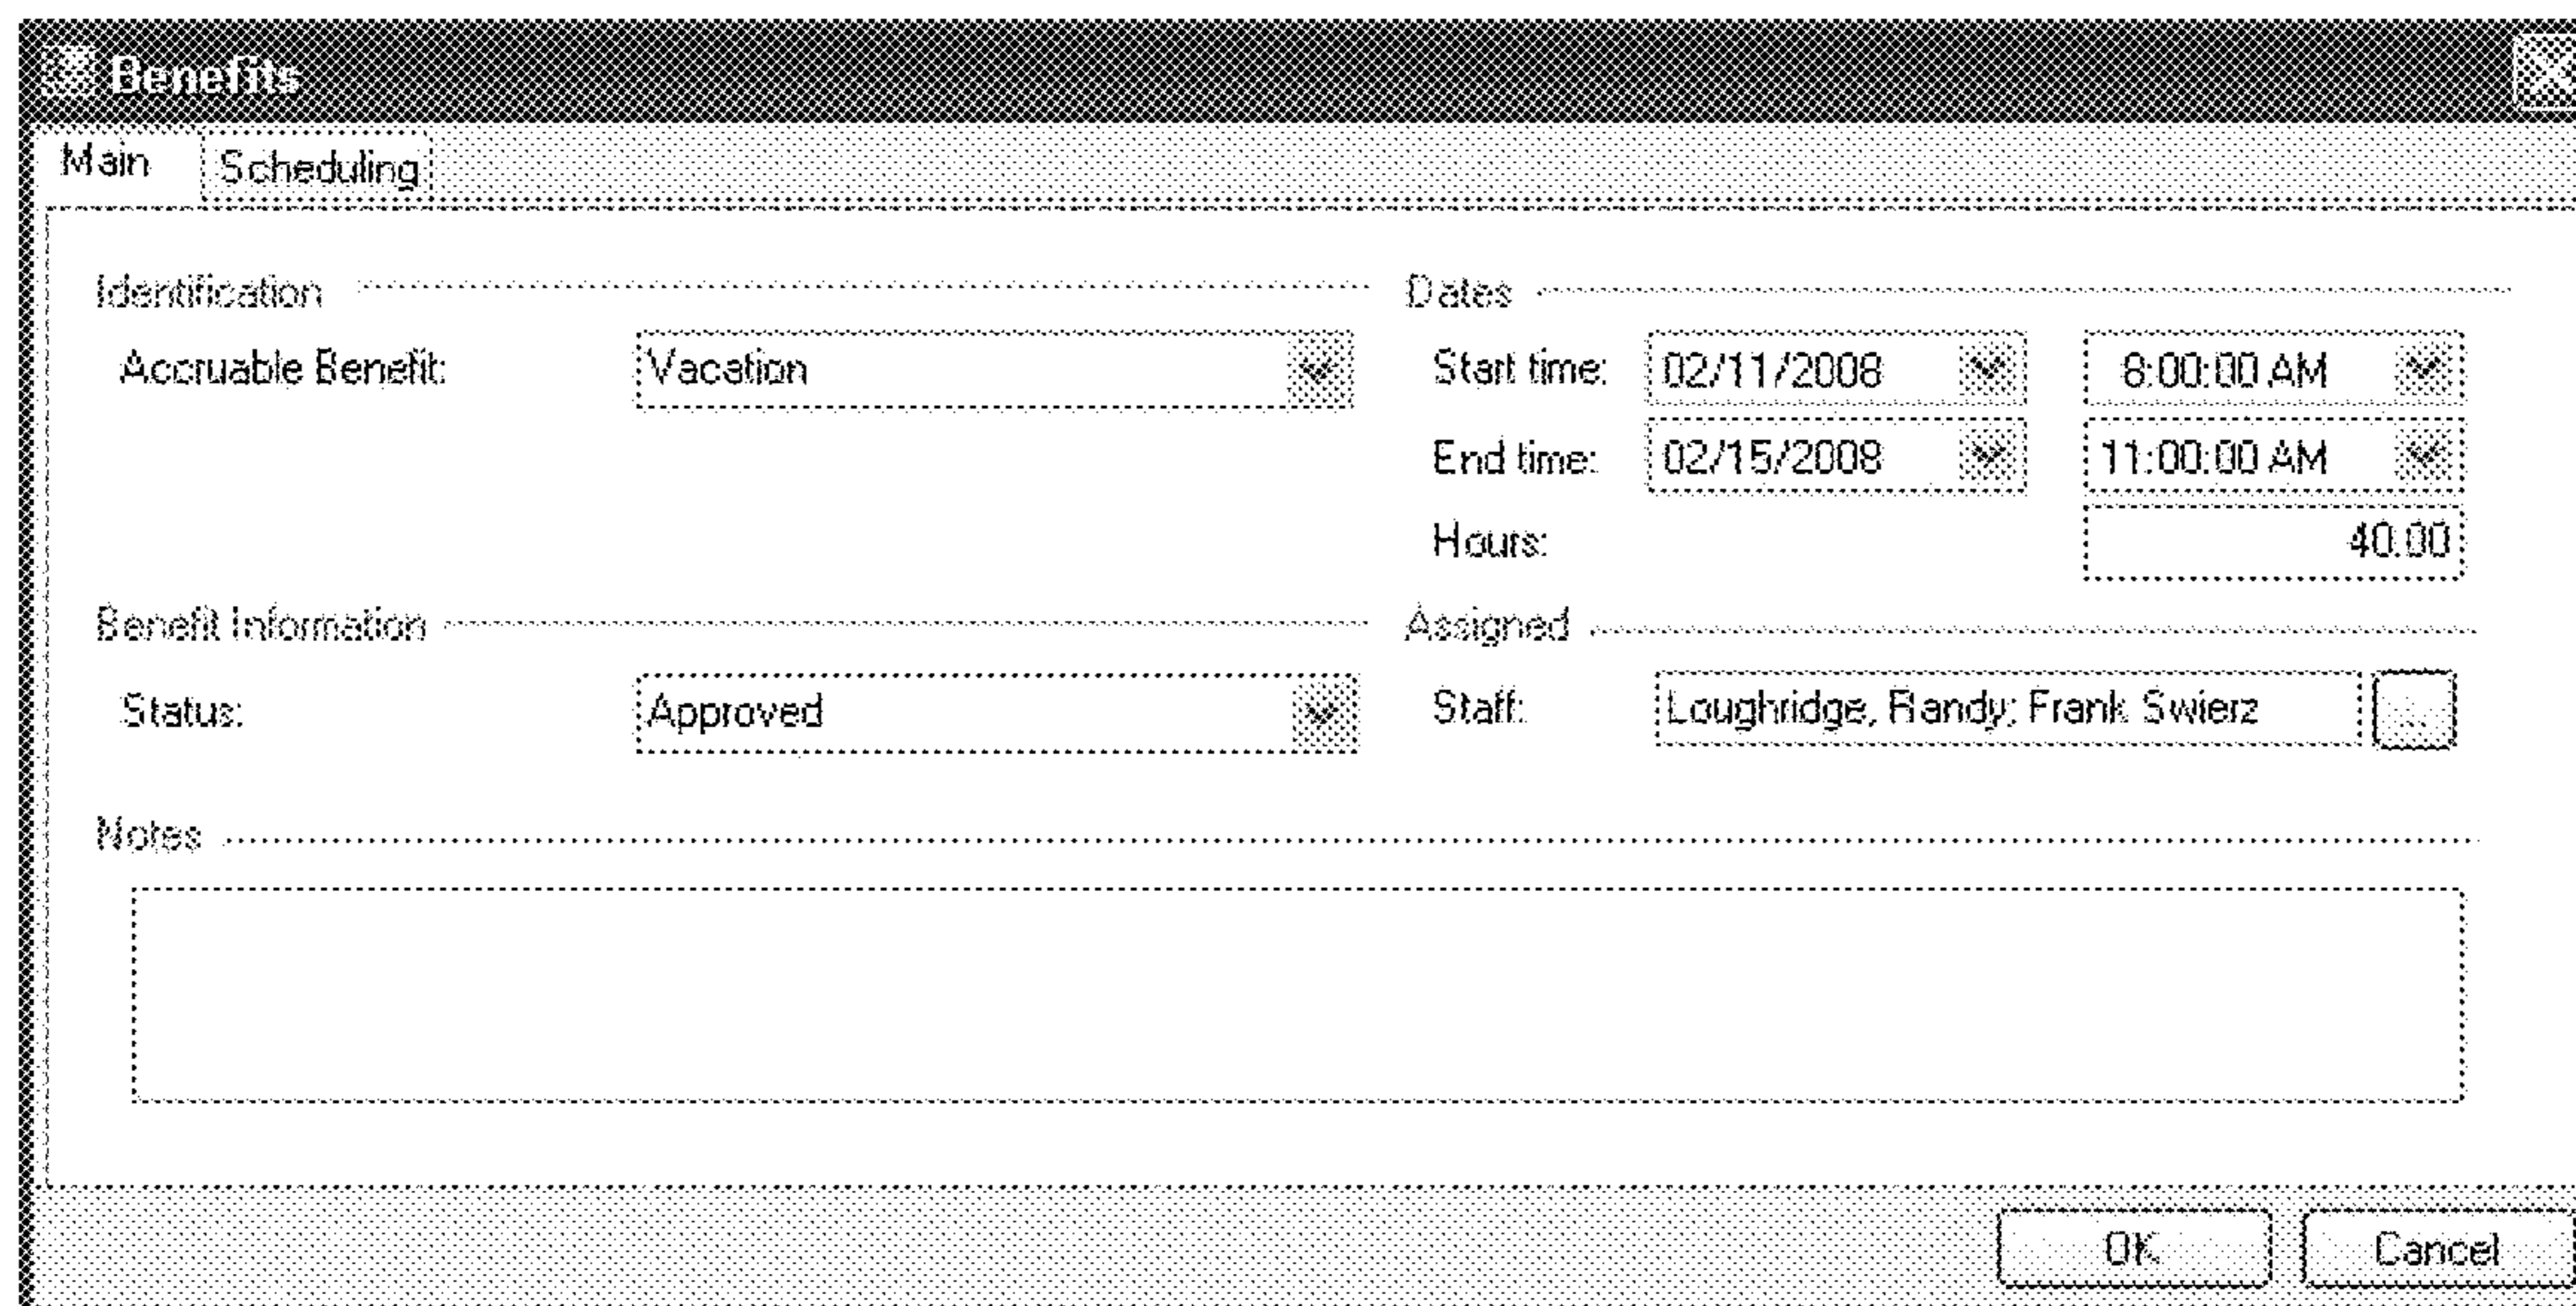 Benefits
Main Scheduling
Identification
Accruable Benefit: Vacation
Dates
Start time: 02/11/2008 8:00:00 AM
End time: 02/15/2008 11:00:00 AM
Hours: 40.00
Benefit Information
Status: Approved
Assigned
Staff: Loughridge, Randy; Frank Swierz ...
Notes
OK Cancel